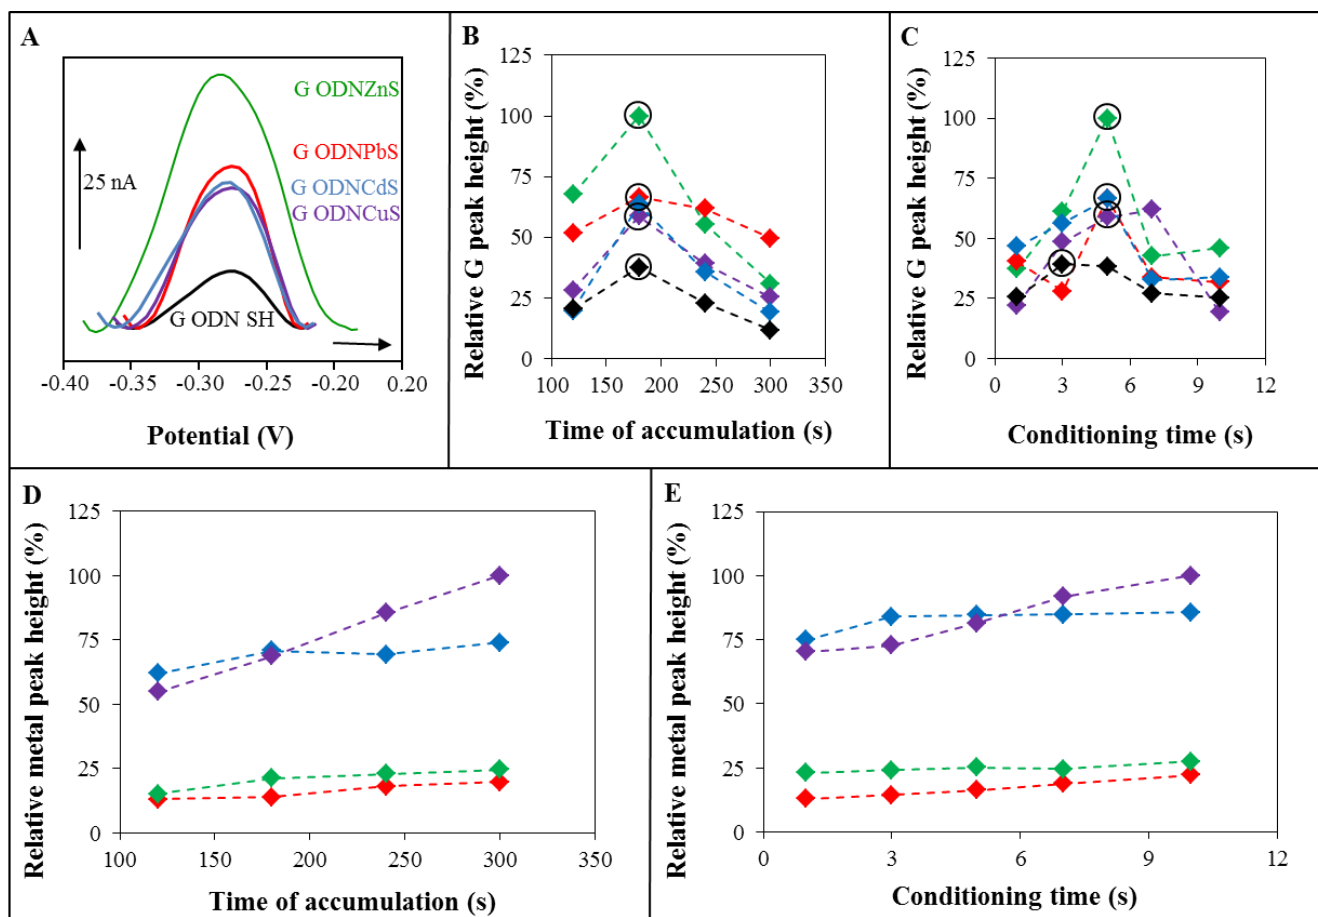 A
G ODNZnS
G ODNPbS
G ODNCdS
G ODNCuS
25 nA
G ODN SH
-0.40 -0.35 -0.30 -0.25 -0.20 0.20
Potential (V)
B
Relative G peak height (%)
125
100
75
50
25
0
100 150 200 250 300 350
Time of accumulation (s)
C
Relative G peak height (%)
125
100
75
50
25
0
0 3 6 9 12
Conditioning time (s)
D
Relative metal peak height (%)
125
100
75
50
25
0
100 150 200 250 300 350
Time of accumulation (s)
E
Relative metal peak height (%)
125
100
75
50
25
0
0 3 6 9 12
Conditioning time (s)